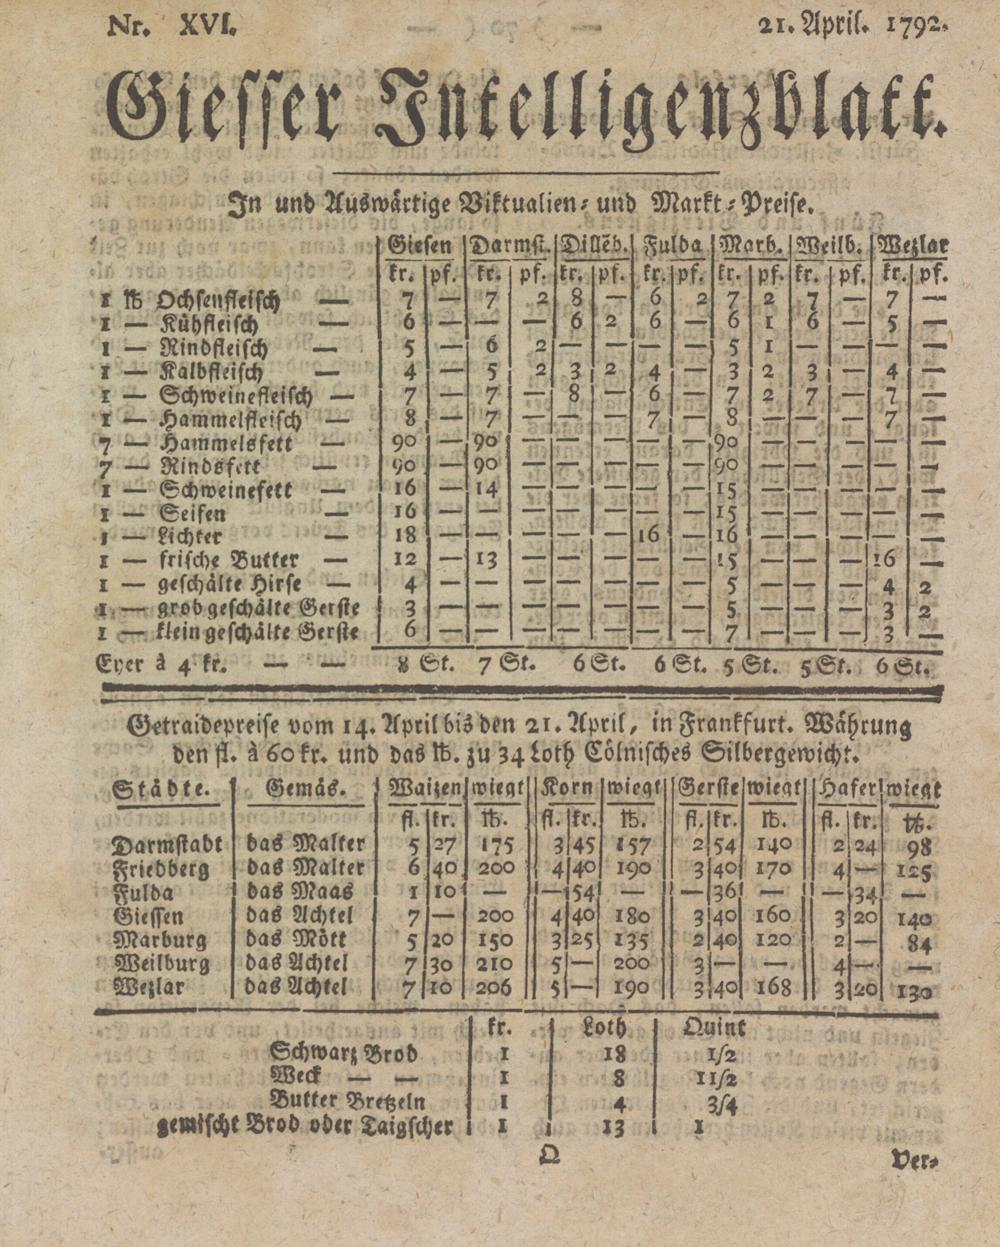 Nr. XVI. 21. April. 1792.
Giesser Intelligenzblatt.
In und Auswärtige Viktualien- und Markt-Preise.
Giesen | Darmst. | Dillēb. | Fulda | Marb. | Weilb. | Wezlar
kr. | pf. | kr. | pf. | kr. | pf. | kr. | pf. | kr. | pf. | kr. | pf. | kr. | pf.
1 ℔ Ochsenfleisch — 7 | — | 7 | 2 | 8 | — | 6 | 2 | 7 | 2 | 7 | — | 7 | —
1 — Kühfleisch — 6 | — | — | — | 6 | 2 | 6 | — | 6 | 1 | 6 | — | 5 | —
1 — Rindfleisch — 5 | — | 6 | 2 | — | — | — | — | 5 | 1 | — | — | — | —
1 — Kalbfleisch — 4 | — | 5 | 2 | 3 | 2 | 4 | — | 3 | 2 | 3 | — | 4 | —
1 — Schweinefleisch — 7 | — | 7 | — | 8 | — | 6 | — | 7 | 2 | 7 | — | 7 | —
1 — Hammelfleisch — 8 | — | 7 | — | — | — | 7 | — | 8 | — | — | — | 7 | —
7 — Hammelsfett — 90 | — | 90 | — | — | — | — | — | 90 | — | — | — | — | —
7 — Rindsfett — 90 | — | 90 | — | — | — | — | — | 90 | — | — | — | — | —
1 — Schweinefett — 16 | — | 14 | — | — | — | — | — | 15 | — | — | — | — | —
1 — Seifen — 16 | — | — | — | — | — | — | — | 15 | — | — | — | — | —
1 — Lichter — 18 | — | — | — | — | — | 16 | — | 16 | — | — | — | — | —
1 — frische Butter — 12 | — | 13 | — | — | — | — | — | 15 | — | — | — | 16 | —
1 — geschälte Hirse — 4 | — | — | — | — | — | — | — | 5 | — | — | — | 4 | 2
1 — grob geschälte Gerste 3 | — | — | — | — | — | — | — | 5 | — | — | — | 3 | 2
1 — klein geschälte Gerste 6 | — | — | — | — | — | — | — | 7 | — | — | — | 3 | —
Eyer à 4 kr. — — 8 St. 7 St. 6 St. 6 St. 5 St. 5 St. 6 St.
Getraidepreise vom 14. April bis den 21. April, in Frankfurt. Währung
den fl. à 60 kr. und das ℔. zu 34 Loth Cölnisches Silbergewicht.
Städte. | Gemäs. | Waizen | wiegt | Korn | wiegt | Gerste | wiegt | Hafer | wiegt
fl. | kr. | ℔. | fl. | kr. | ℔. | fl. | kr. | ℔. | fl. | kr. | ℔.
Darmstadt | das Malter | 5 | 27 | 175 | 3 | 45 | 157 | 2 | 54 | 140 | 2 | 24 | 98
Friedberg | das Malter | 6 | 40 | 200 | 4 | 40 | 190 | 3 | 40 | 170 | 4 | — | 125
Fulda | das Maas | 1 | 10 | — | — | 54 | — | — | 36 | — | — | 34 | —
Giessen | das Achtel | 7 | — | 200 | 4 | 40 | 180 | 3 | 40 | 160 | 3 | 20 | 140
Marburg | das Mött | 5 | 20 | 150 | 3 | 25 | 135 | 2 | 40 | 120 | 2 | — | 84
Weilburg | das Achtel | 7 | 30 | 210 | 5 | — | 200 | 3 | — | — | 4 | — | —
Wezlar | das Achtel | 7 | 10 | 206 | 5 | — | 190 | 3 | 40 | 168 | 3 | 20 | 130
kr. | Loth | Quint
Schwarz Brod | 1 | 18 | 1/2
Weck — — | 1 | 8 | 1 1/2
Butter Bretzeln | 1 | 4 | 3/4
gemischt Brod oder Taigscher | 1 | 13 | 1
Q Ver-